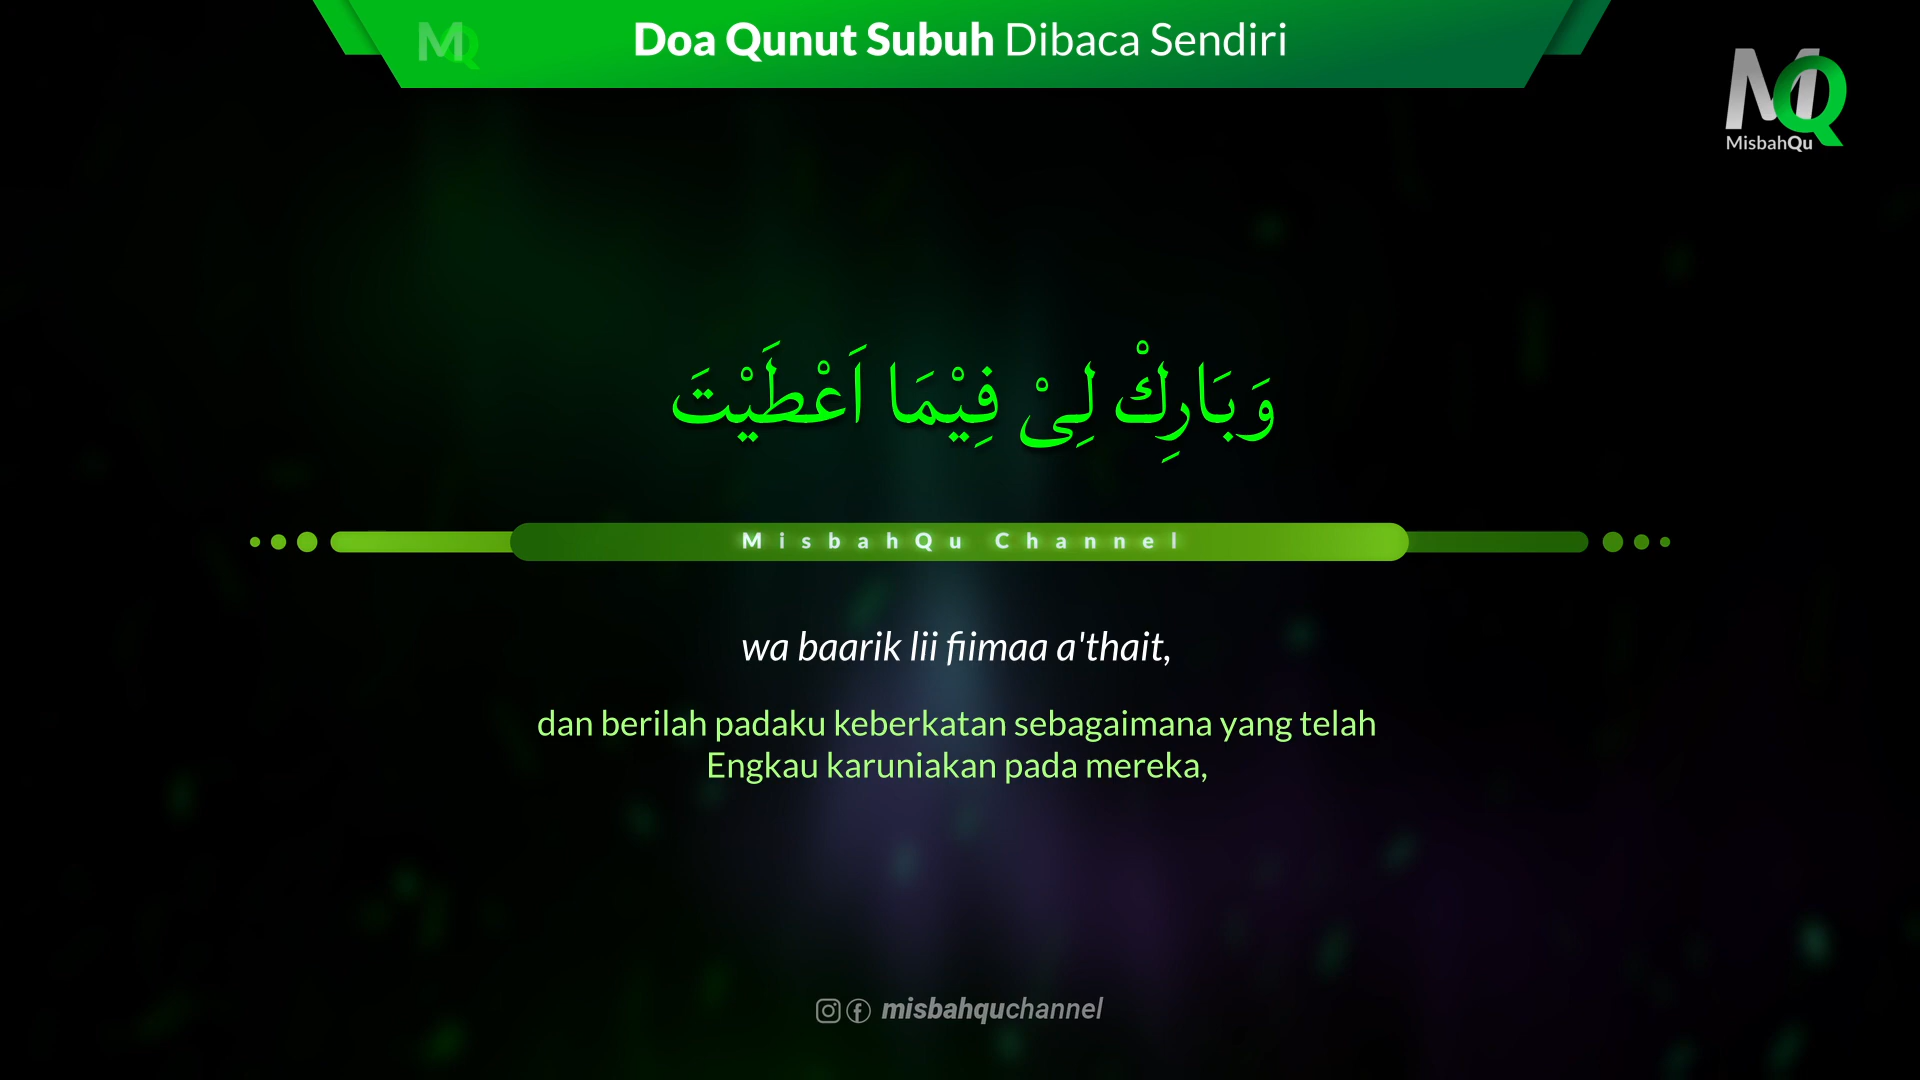 MQ
Doa Qunut Subuh Dibaca Sendiri
MQ
MisbahQu
وَبَارِكْ لِىْ فِيْمَا اَعْطَيْتَ
MisbahQu Channel
wa baarik lii fiimaa a'thait,
dan berilah padaku keberkatan sebagaimana yang telah
Engkau karuniakan pada mereka,
misbahquchannel